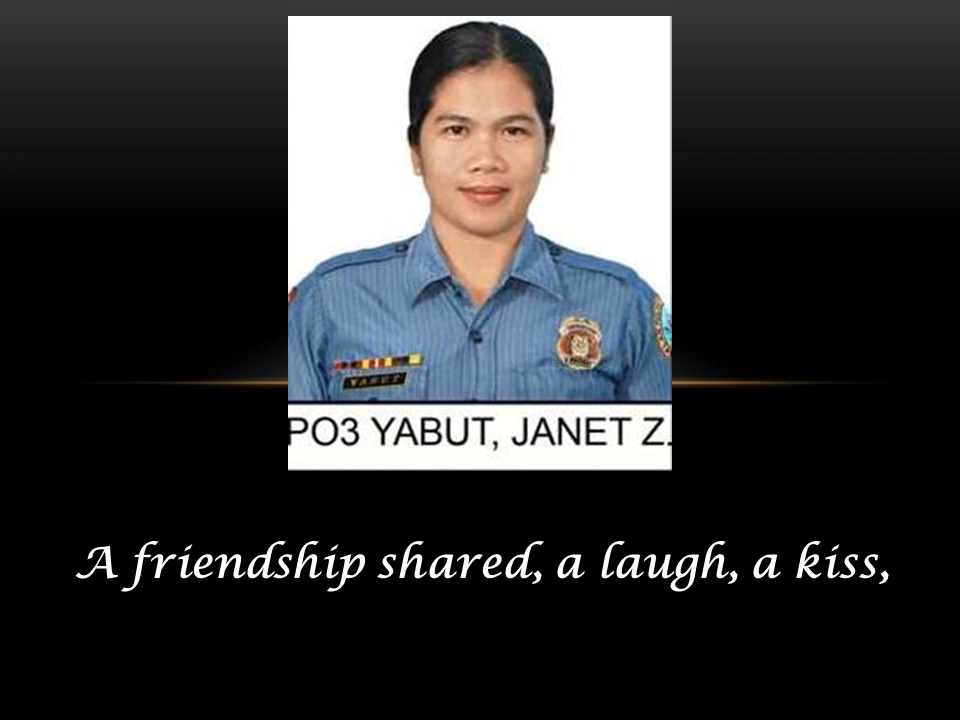 YABUT
PO3 YABUT, JANET Z.
A friendship shared, a laugh, a kiss,